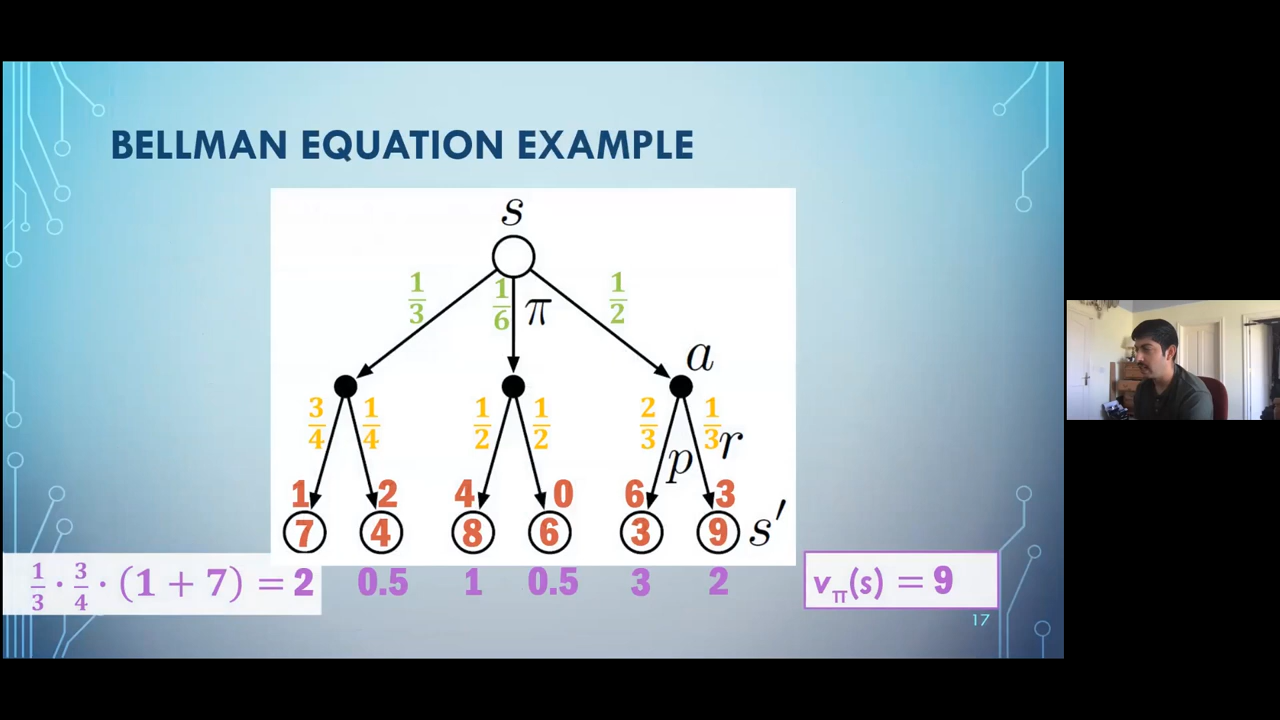 BELLMAN EQUATION EXAMPLE
s
1/3 1/6 π 1/2
a
3/4 1/4 1/2 1/2 2/3 1/3 r
p
1 2 4 0 6 3
7 4 8 6 3 9 s′
1/3 · 3/4 · (1 + 7) = 2 0.5 1 0.5 3 2 vπ(s) = 9
17